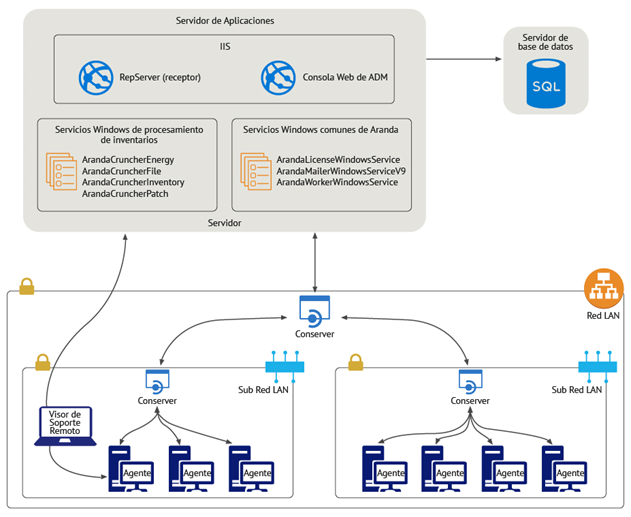 Servidor de Aplicaciones
IIS
RepServer (receptor)
Consola Web de ADM
Servidor de
base de datos
SQL
Servicios Windows de procesamiento
de inventarios
ArandaCruncherEnergy
ArandaCruncherFile
ArandaCruncherInventory
ArandaCruncherPatch
Servicios Windows comunes de Aranda
ArandaLicenseWindowsService
ArandaMailerWindowsServiceV9
ArandaWorkerWindowsService
Servidor
Red LAN
Conserver
Conserver
Sub Red LAN
Conserver
Sub Red LAN
Visor de
Soporte
Remoto
Agente
Agente
Agente
Agente
Agente
Agente
Agente